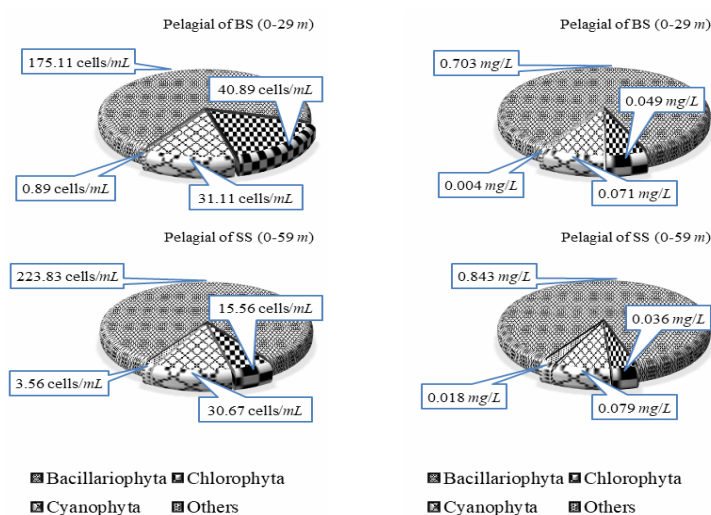 Pelagial of BS (0-29 m)
175.11 cells/mL
40.89 cells/mL
0.89 cells/mL
31.11 cells/mL
Pelagial of SS (0-59 m)
223.83 cells/mL
15.56 cells/mL
3.56 cells/mL
30.67 cells/mL
Bacillariophyta Chlorophyta
Cyanophyta Others
Pelagial of BS (0-29 m)
0.703 mg/L
0.049 mg/L
0.004 mg/L
0.071 mg/L
Pelagial of SS (0-59 m)
0.843 mg/L
0.036 mg/L
0.018 mg/L
0.079 mg/L
Bacillariophyta Chlorophyta
Cyanophyta Others